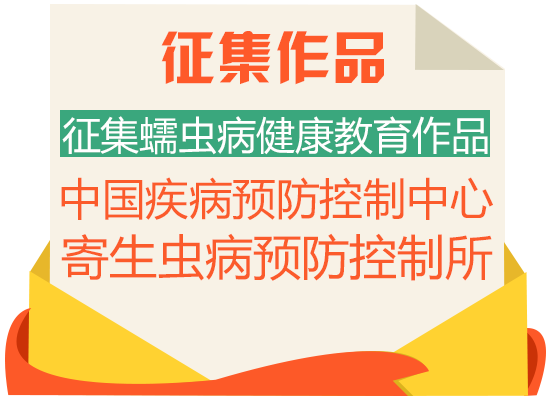 征集作品
征集蠕虫病健康教育作品
中国疾病预防控制中心
寄生虫病预防控制所